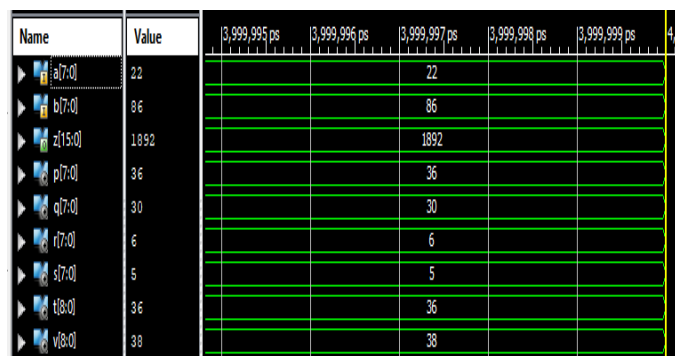 Name Value 3,999,995 ps 3,999,996 ps 3,999,997 ps 3,999,998 ps 3,999,999 ps 4,
a[7:0] 22 22
b[7:0] 86 86
z[15:0] 1892 1892
p[7:0] 36 36
q[7:0] 30 30
r[7:0] 6 6
s[7:0] 5 5
t[8:0] 36 36
v[8:0] 38 38